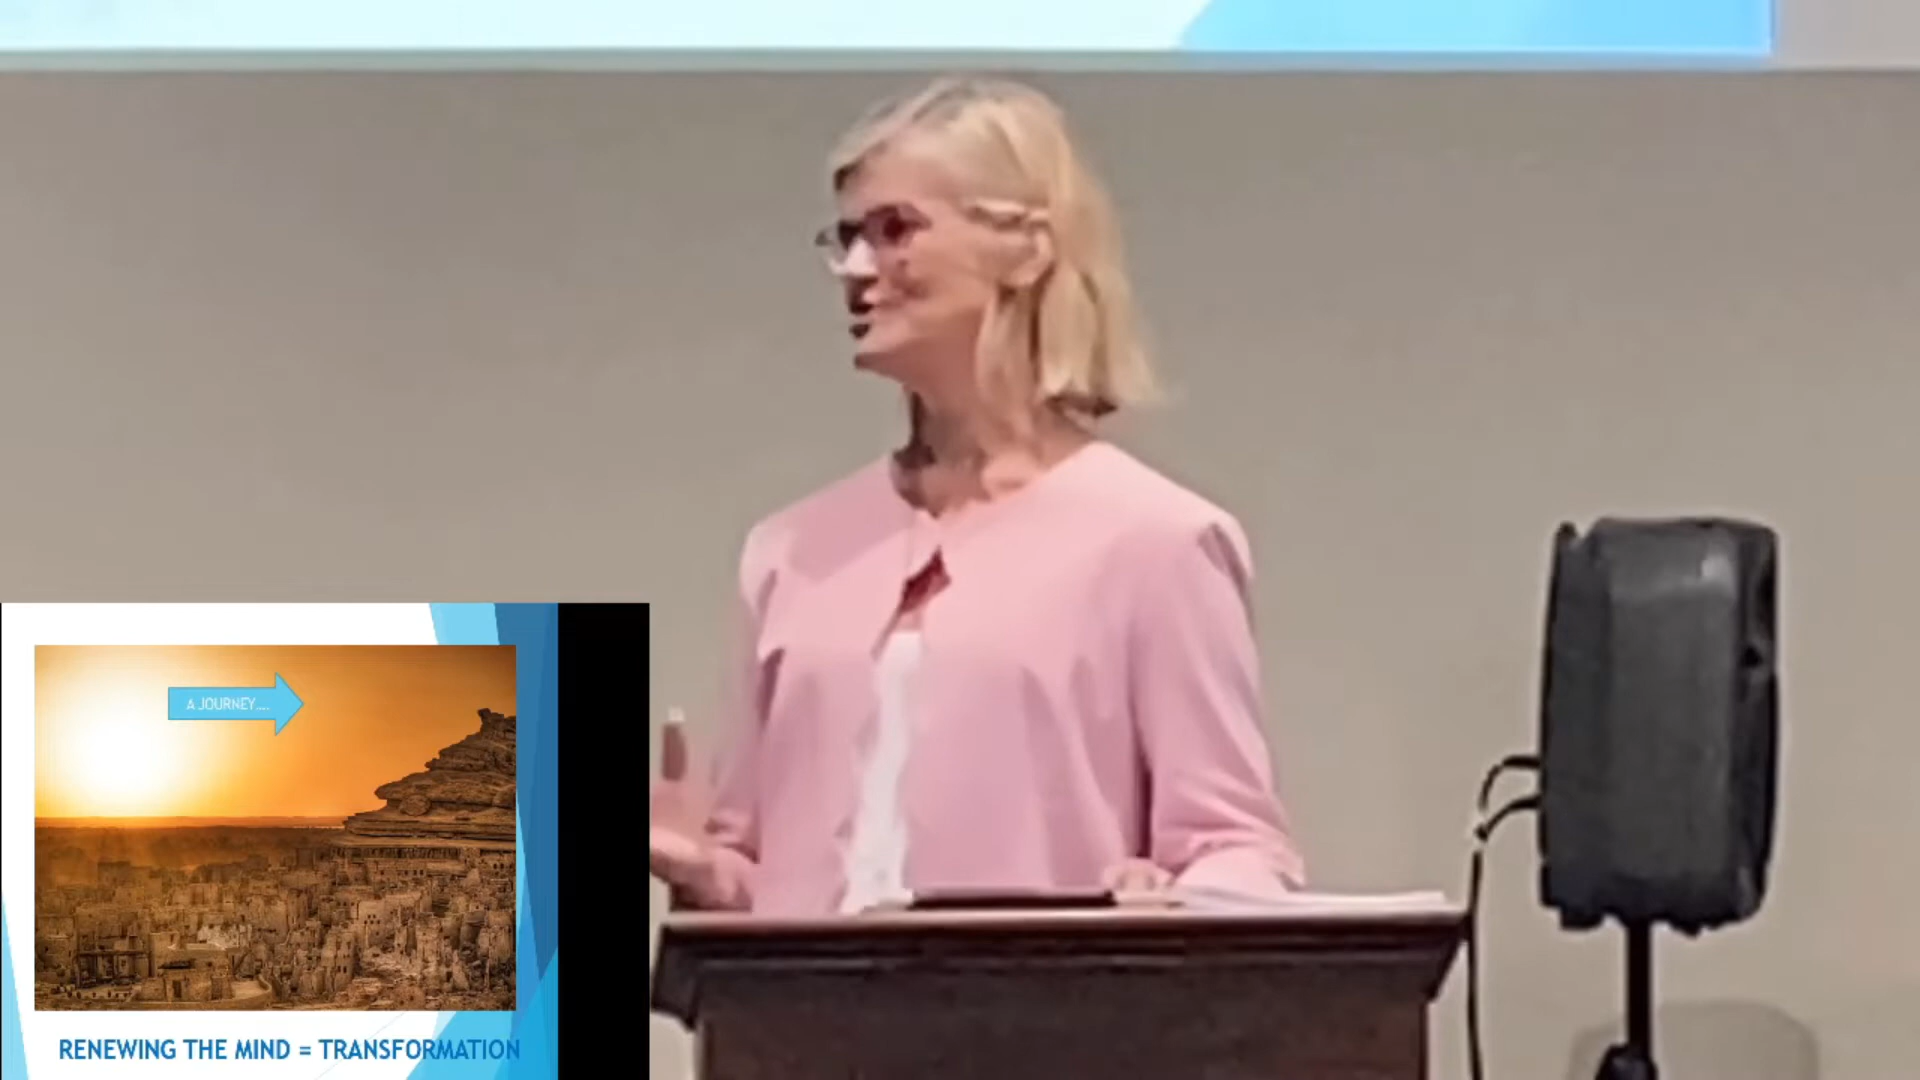 A JOURNEY....
RENEWING THE MIND = TRANSFORMATION